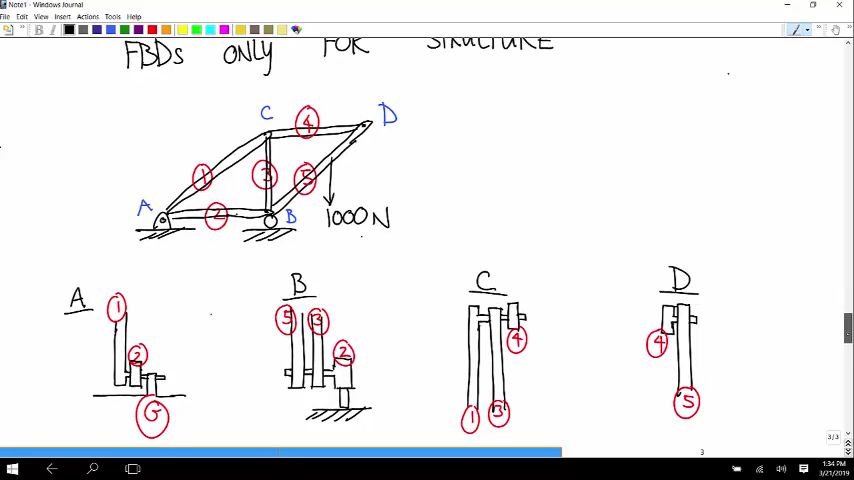 Note1 - Windows Journal
File Edit View Insert Actions Tools Help
B I
FBDs ONLY FOR STRUCTURE
C 4 D
1 3 5
A 2 B 1000N
A B C D
1 5 3 4
2 2 4
G 1 3 5
3/3
3
1:34 PM
3/21/2019